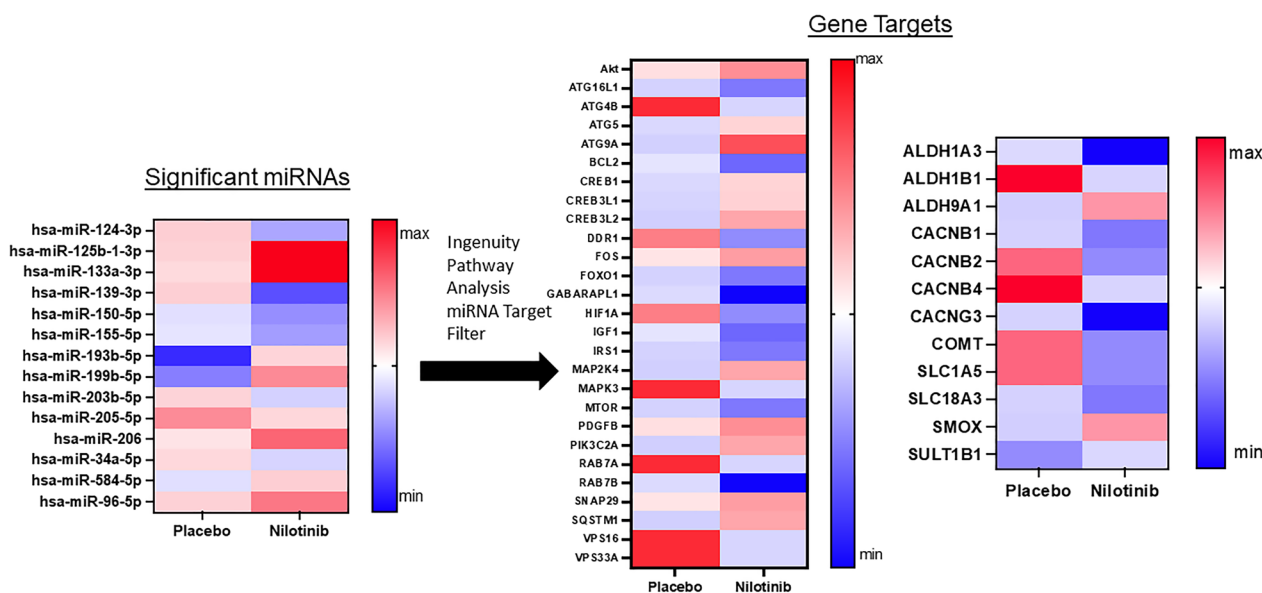 Gene Targets
Significant miRNAs
hsa-miR-124-3p
hsa-miR-125b-1-3p
hsa-miR-133a-3p
hsa-miR-139-3p
hsa-miR-150-5p
hsa-miR-155-5p
hsa-miR-193b-5p
hsa-miR-199b-5p
hsa-miR-203b-5p
hsa-miR-205-5p
hsa-miR-206
hsa-miR-34a-5p
hsa-miR-584-5p
hsa-miR-96-5p
Placebo
Nilotinib
max
min
Ingenuity
Pathway
Analysis
miRNA Target
Filter
Akt
ATG16L1
ATG4B
ATG5
ATG9A
BCL2
CREB1
CREB3L1
CREB3L2
DDR1
FOS
FOXO1
GABARAPL1
HIF1A
IGF1
IRS1
MAP2K4
MAPK3
MTOR
PDGFB
PIK3C2A
RAB7A
RAB7B
SNAP29
SQSTM1
VPS16
VPS33A
Placebo
Nilotinib
max
min
ALDH1A3
ALDH1B1
ALDH9A1
CACNB1
CACNB2
CACNB4
CACNG3
COMT
SLC1A5
SLC18A3
SMOX
SULT1B1
Placebo
Nilotinib
max
min